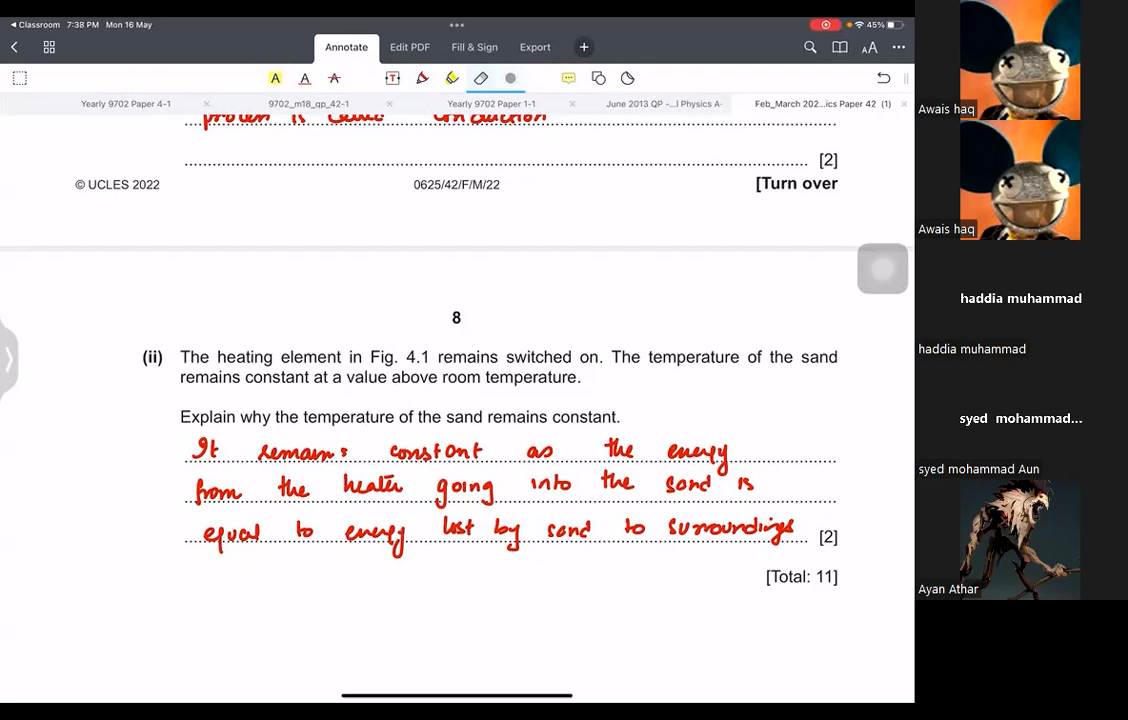 Classroom 7:38 PM Mon 16 May
45%
Annotate Edit PDF Fill & Sign Export
Yearly 9702 Paper 4-1 × 9702_m18_qp_42-1 × Yearly 9702 Paper 1-1 × June 2013 QP -...l Physics A- Feb_March 202...ics Paper 42 (1) ×
conduction
[2]
© UCLES 2022 0625/42/F/M/22 [Turn over
8
(ii) The heating element in Fig. 4.1 remains switched on. The temperature of the sand
remains constant at a value above room temperature.
Explain why the temperature of the sand remains constant.
It remains constant as the energy
from the heater going into the sand is
equal to energy lost by sand to surroundings [2]
[Total: 11]
Awais haq
Awais haq
haddia muhammad
haddia muhammad
syed mohammad...
syed mohammad Aun
Ayan Athar